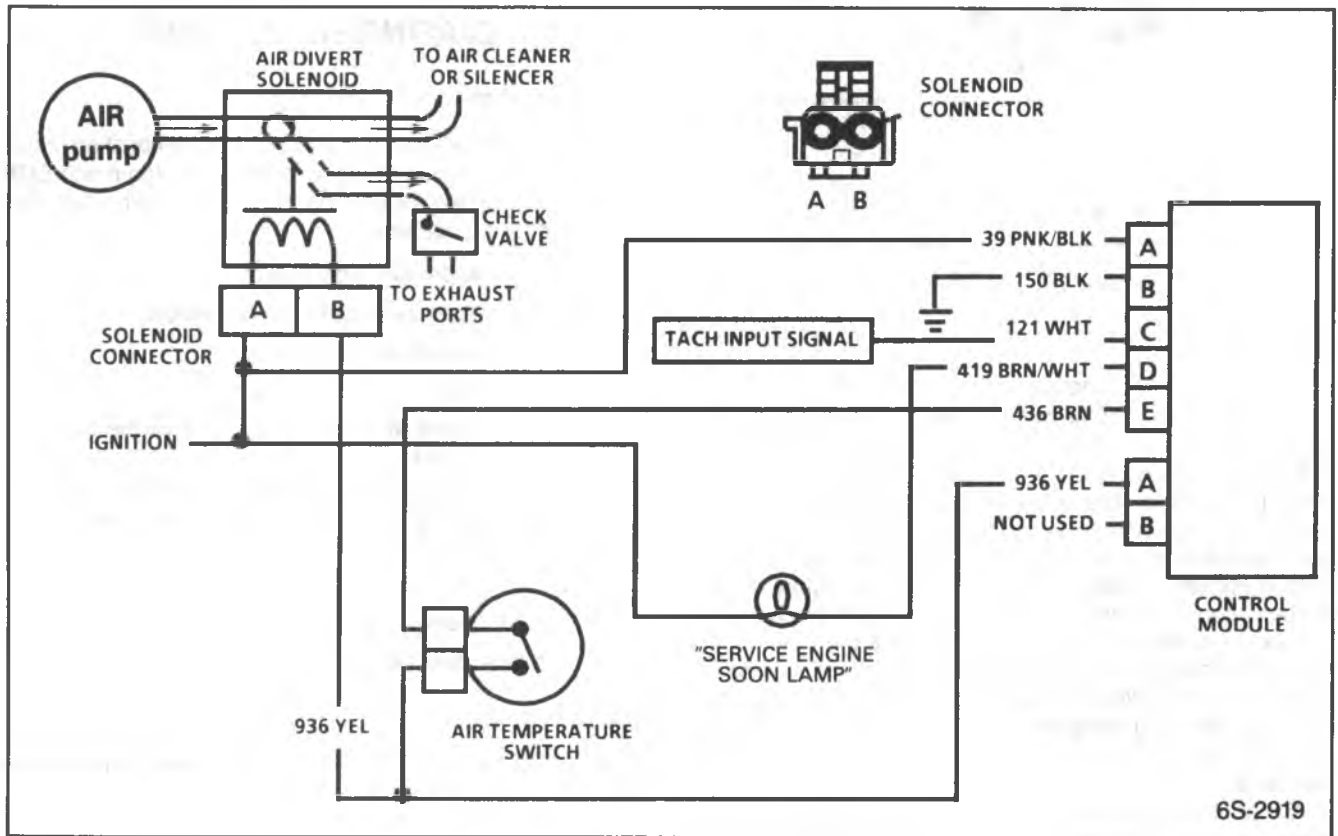 AIR DIVERT
SOLENOID
TO AIR CLEANER
OR SILENCER
AIR
pump
SOLENOID
CONNECTOR
A B
CHECK
VALVE
TO EXHAUST
PORTS
A B
SOLENOID
CONNECTOR
IGNITION
39 PNK/BLK A
150 BLK B
TACH INPUT SIGNAL
121 WHT C
419 BRN/WHT D
436 BRN E
936 YEL A
NOT USED B
CONTROL
MODULE
"SERVICE ENGINE
SOON LAMP"
936 YEL
AIR TEMPERATURE
SWITCH
6S-2919